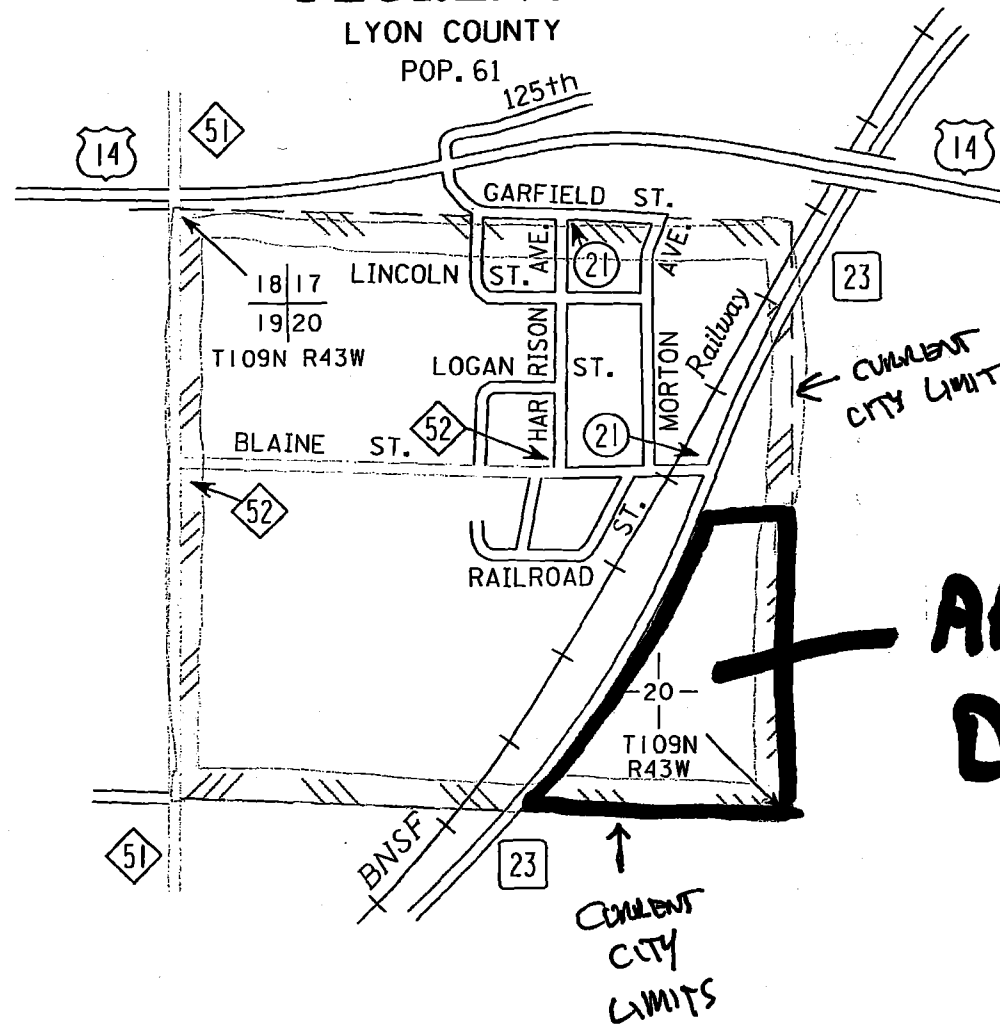 LYON COUNTY
POP. 61
125th
51
14
14
GARFIELD ST.
AVE.
21
AVE.
LINCOLN ST.
23
18 17
19 20
T109N R43W
Railway
CURRENT
CITY LIMIT
HARRISON
LOGAN ST.
MORTON
52
21
BLAINE ST.
52
ST.
RAILROAD
20
T109N
R43W
BNSF
51
23
CURRENT
CITY
LIMITS